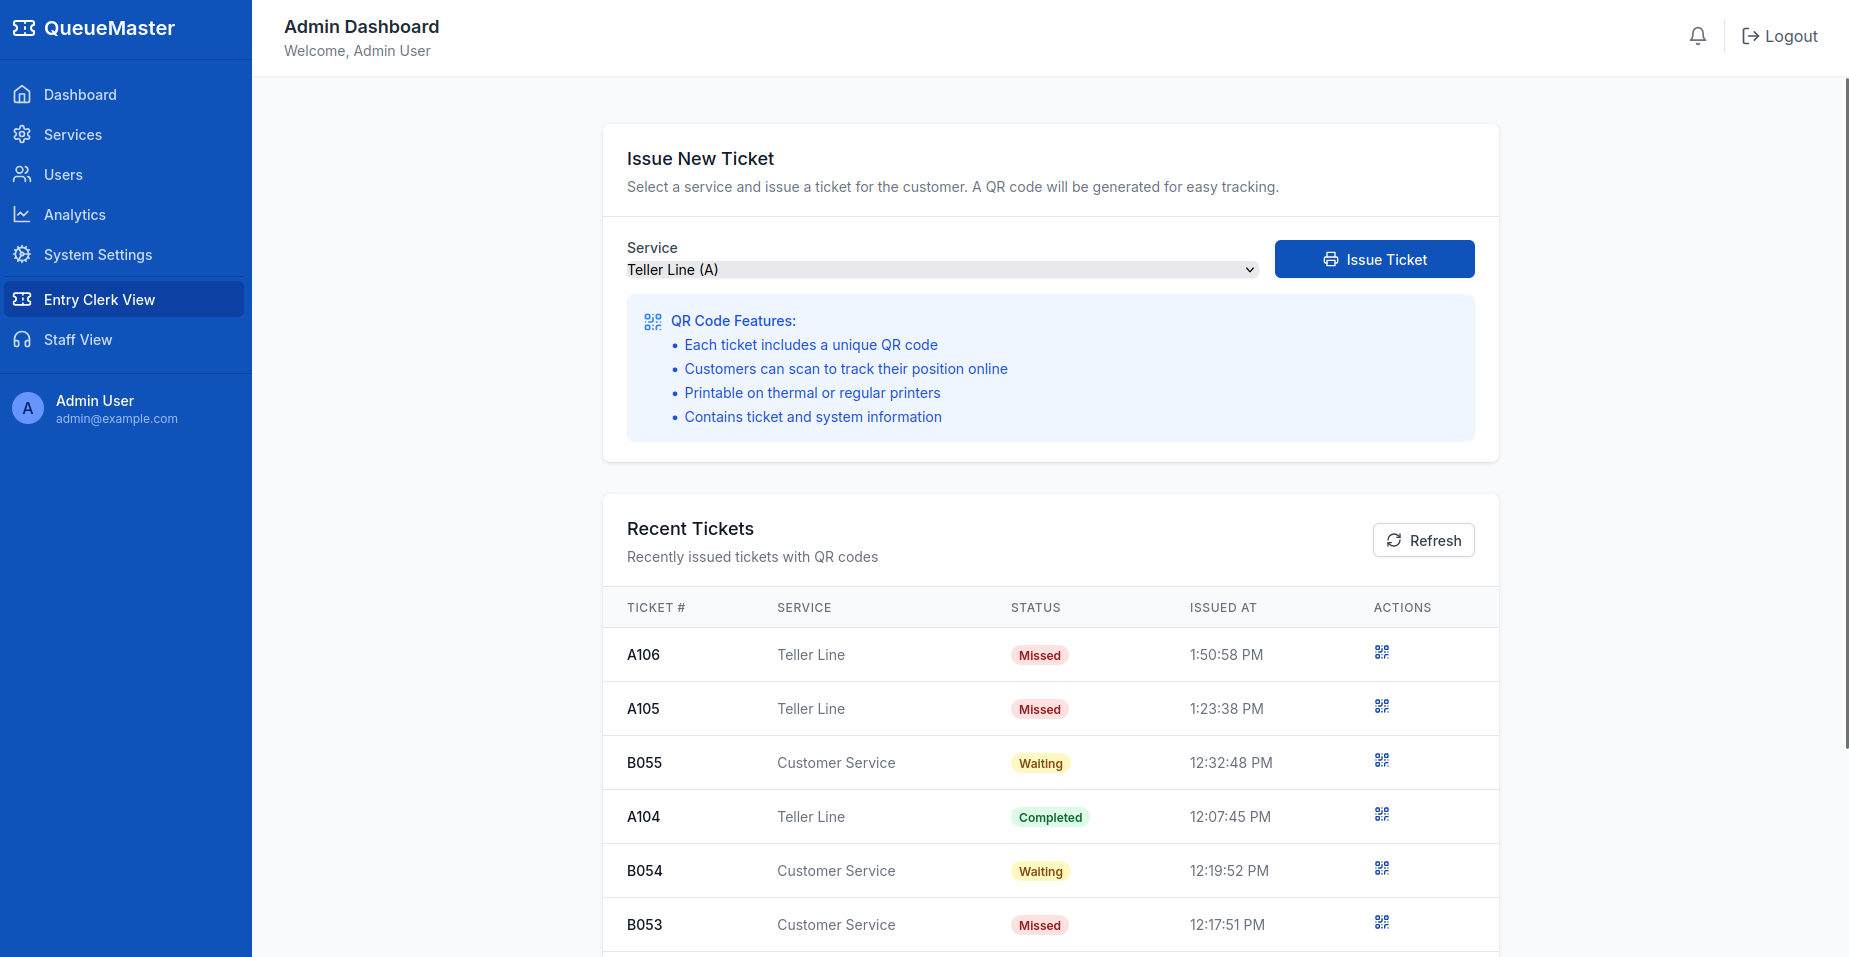 QueueMaster
Dashboard
Services
Users
Analytics
System Settings
Entry Clerk View
Staff View
A
Admin User
admin@example.com
Admin Dashboard
Welcome, Admin User
Logout
Issue New Ticket
Select a service and issue a ticket for the customer. A QR code will be generated for easy tracking.
Service
Teller Line (A)
Issue Ticket
QR Code Features:
• Each ticket includes a unique QR code
• Customers can scan to track their position online
• Printable on thermal or regular printers
• Contains ticket and system information
Recent Tickets
Recently issued tickets with QR codes
Refresh
TICKET # SERVICE STATUS ISSUED AT ACTIONS
A106 Teller Line Missed 1:50:58 PM
A105 Teller Line Missed 1:23:38 PM
B055 Customer Service Waiting 12:32:48 PM
A104 Teller Line Completed 12:07:45 PM
B054 Customer Service Waiting 12:19:52 PM
B053 Customer Service Missed 12:17:51 PM